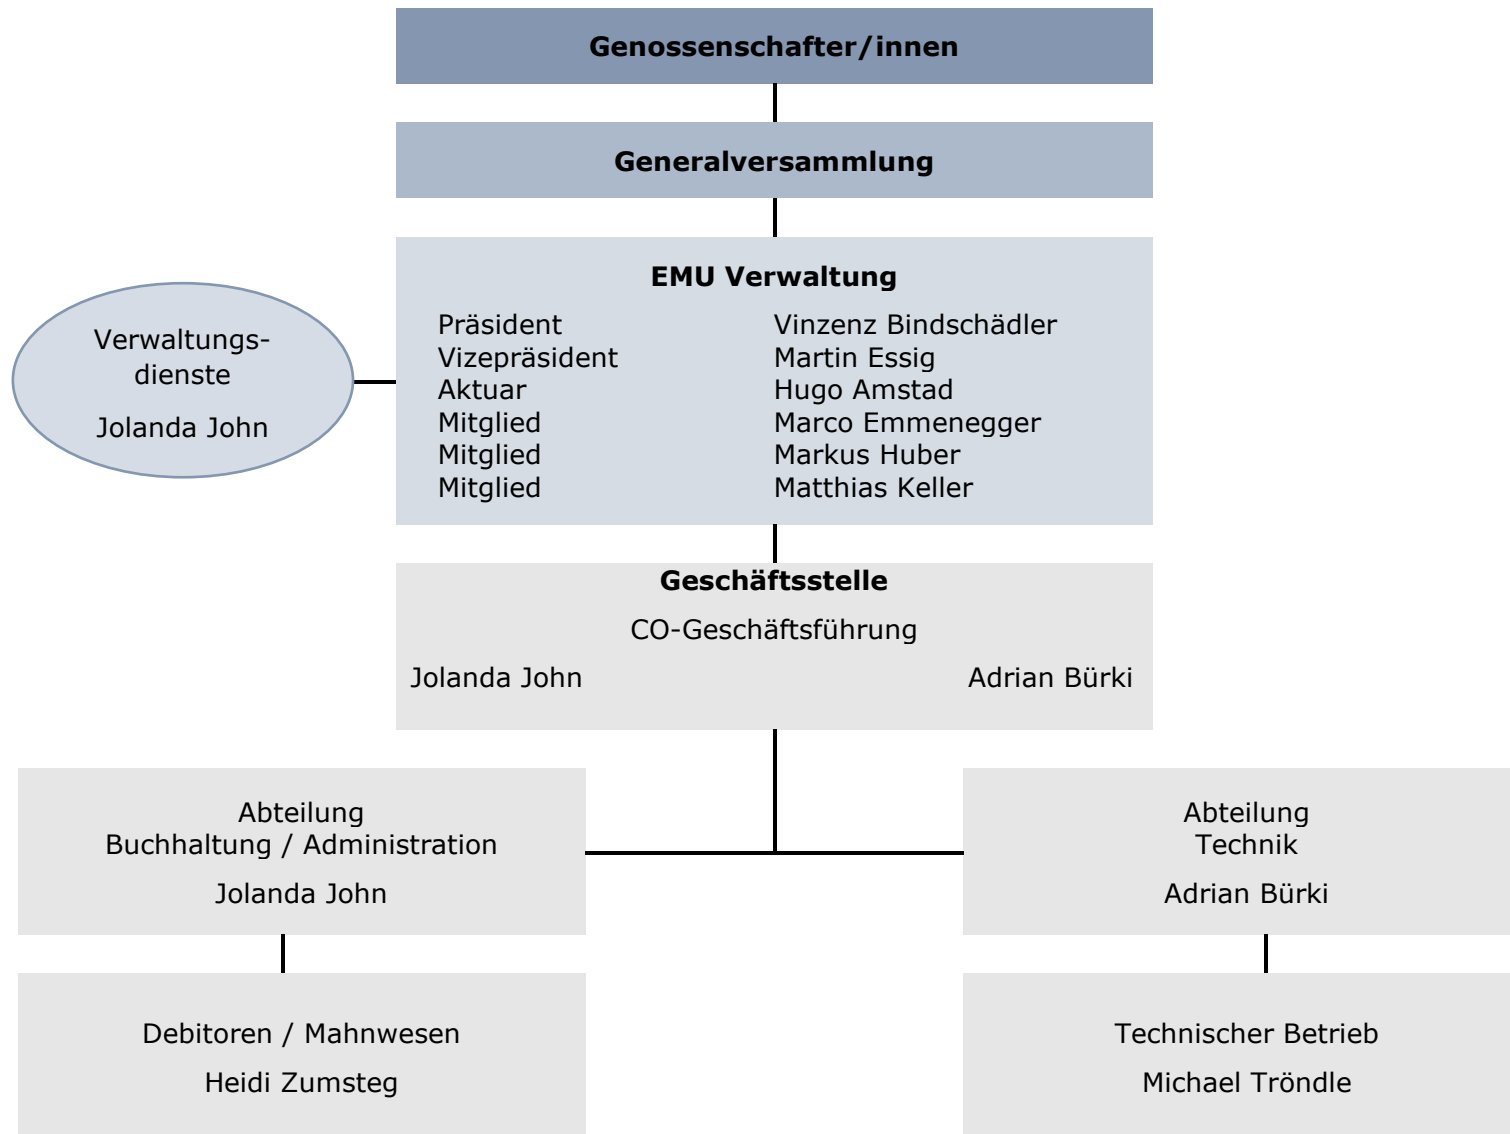 Genossenschafter/innen
Generalversammlung
EMU Verwaltung
Präsident Vinzenz Bindschädler
Vizepräsident Martin Essig
Aktuar Hugo Amstad
Mitglied Marco Emmenegger
Mitglied Markus Huber
Mitglied Matthias Keller
Verwaltungs-
dienste
Jolanda John
Geschäftsstelle
CO-Geschäftsführung
Jolanda John Adrian Bürki
Abteilung
Buchhaltung / Administration
Jolanda John
Abteilung
Technik
Adrian Bürki
Debitoren / Mahnwesen
Heidi Zumsteg
Technischer Betrieb
Michael Tröndle